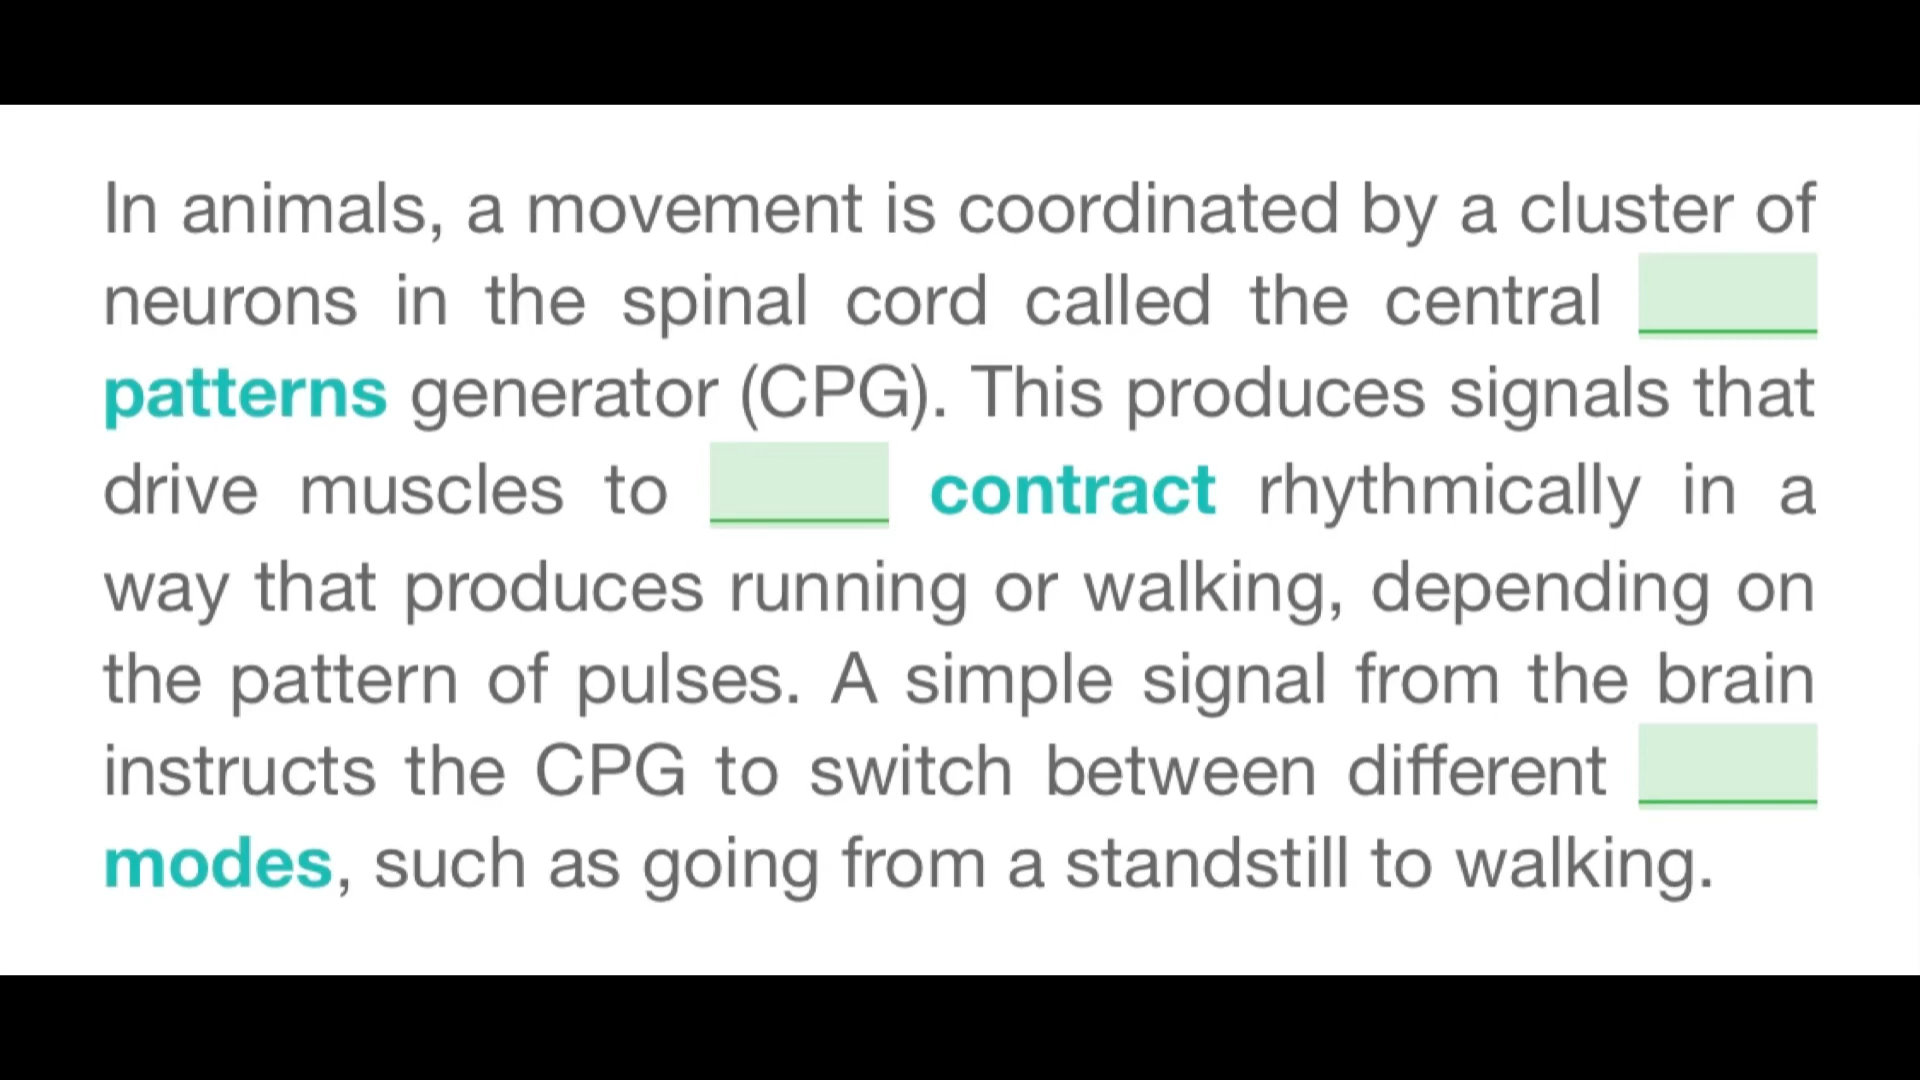 In animals, a movement is coordinated by a cluster of
neurons in the spinal cord called the central
patterns generator (CPG). This produces signals that
drive muscles to contract rhythmically in a
way that produces running or walking, depending on
the pattern of pulses. A simple signal from the brain
instructs the CPG to switch between different
modes, such as going from a standstill to walking.